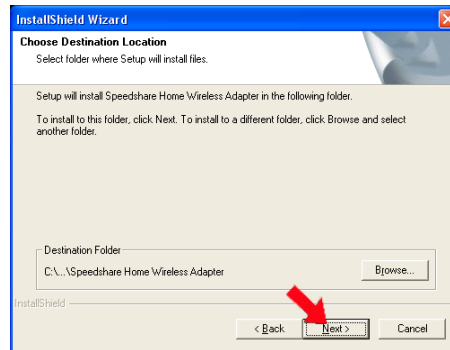 InstallShield Wizard
Choose Destination Location
Select folder where Setup will install files.
Setup will install Speedshare Home Wireless Adapter in the following folder.
To install to this folder, click Next. To install to a different folder, click Browse and select
another folder.
Destination Folder
C:\...\Speedshare Home Wireless Adapter
Browse...
InstallShield
< Back
Next >
Cancel